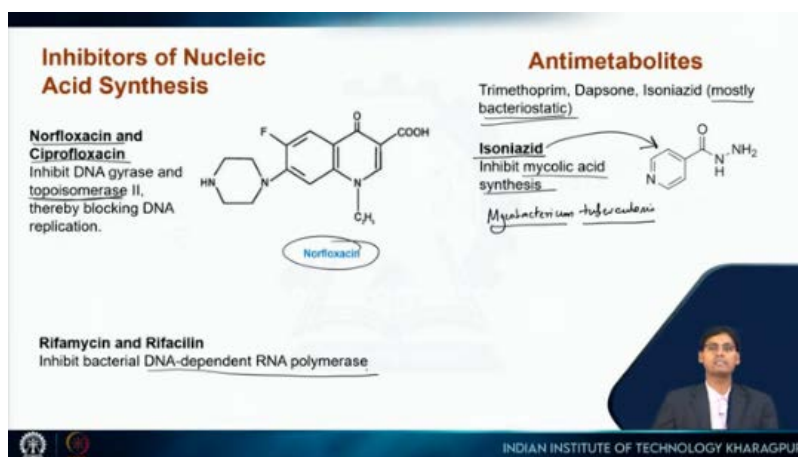 Inhibitors of Nucleic
Acid Synthesis
Norfloxacin and
Ciprofloxacin
Inhibit DNA gyrase and
topoisomerase II,
thereby blocking DNA
replication.
F
O
COOH
HN
N
N
C₂H₅
Norfloxacin
Rifamycin and Rifacilin
Inhibit bacterial DNA-dependent RNA polymerase
Antimetabolites
Trimethoprim, Dapsone, Isoniazid (mostly
bacteriostatic)
Isoniazid
Inhibit mycolic acid
synthesis
O
NH₂
N
H
N
Mycobacterium tuberculosis
INDIAN INSTITUTE OF TECHNOLOGY KHARAGPUR